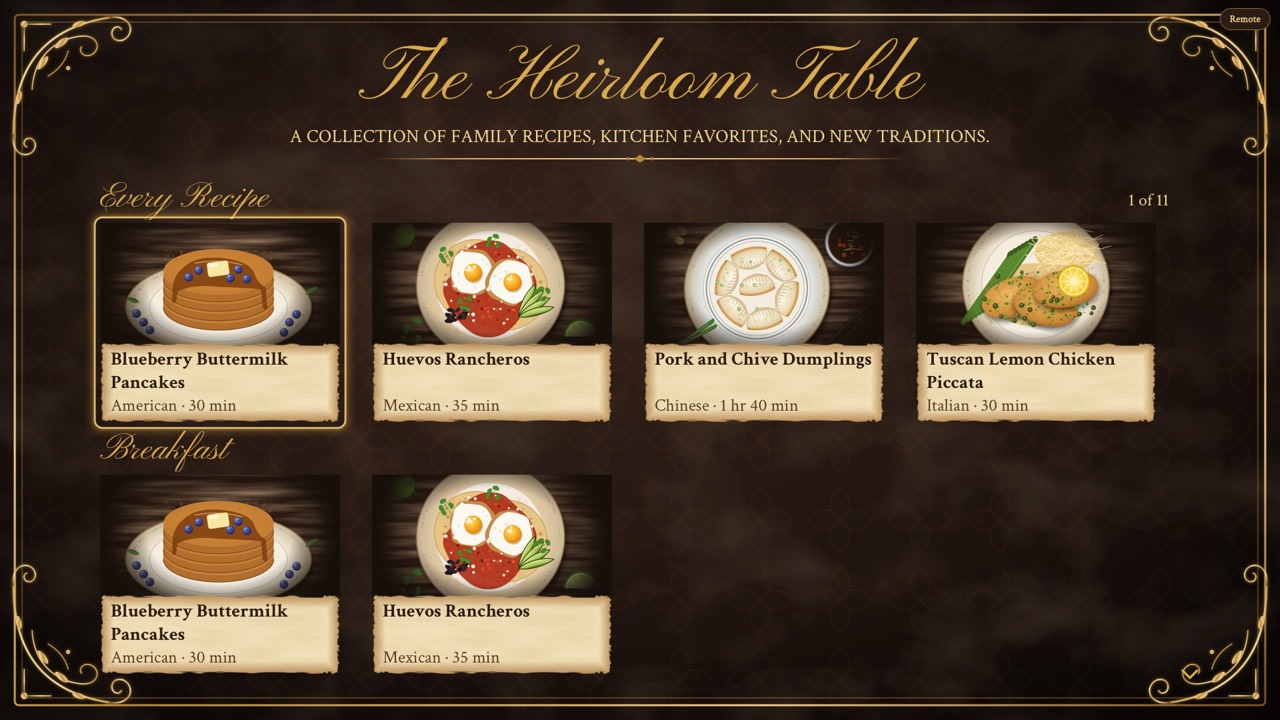 Remote
The Heirloom Table
A COLLECTION OF FAMILY RECIPES, KITCHEN FAVORITES, AND NEW TRADITIONS.
Every Recipe
1 of 11
Blueberry Buttermilk
Pancakes
American · 30 min
Huevos Rancheros
Mexican · 35 min
Pork and Chive Dumplings
Chinese · 1 hr 40 min
Tuscan Lemon Chicken
Piccata
Italian · 30 min
Breakfast
Blueberry Buttermilk
Pancakes
American · 30 min
Huevos Rancheros
Mexican · 35 min